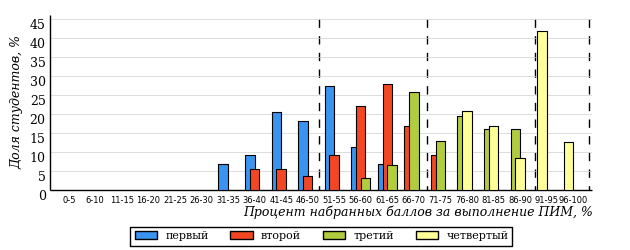 Доля студентов, %
45
40
35
30
25
20
15
10
5
0
0-5 6-10 11-15 16-20 21-25 26-30 31-35 36-40 41-45 46-50 51-55 56-60 61-65 66-70 71-75 76-80 81-85 86-90 91-95 96-100
Процент набранных баллов за выполнение ПИМ, %
первый второй третий четвертый